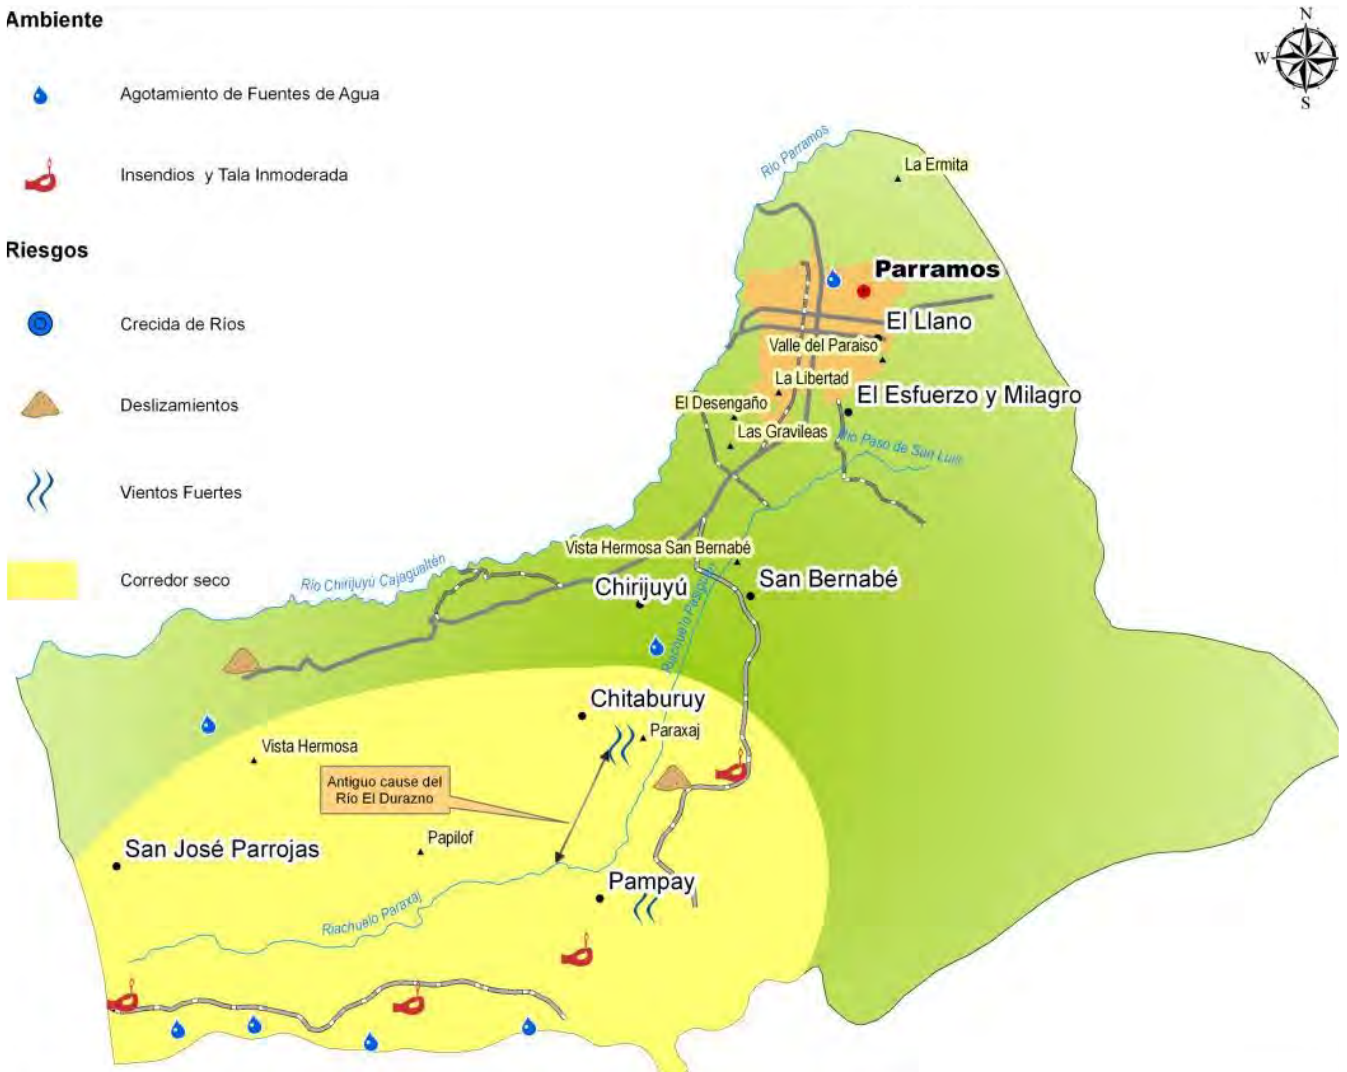 Ambiente
Agotamiento de Fuentes de Agua
Insendios y Tala Inmoderada
Riesgos
Crecida de Ríos
Deslizamientos
Vientos Fuertes
Corredor seco
N
W
S
Río Parramos
La Ermita
Parramos
El Llano
Valle del Paraiso
La Libertad
El Esfuerzo y Milagro
El Desengaño
Las Gravileas
Río Paso de San Luis
Vista Hermosa San Bernabé
Río Chirijuyú Cajagualtén
Chirijuyú
San Bernabé
Chitaburuy
Paraxaj
Vista Hermosa
Antiguo cause del
Río El Durazno
Papilof
San José Parrojas
Pampay
Riachuelo Paraxaj
Riachuelo